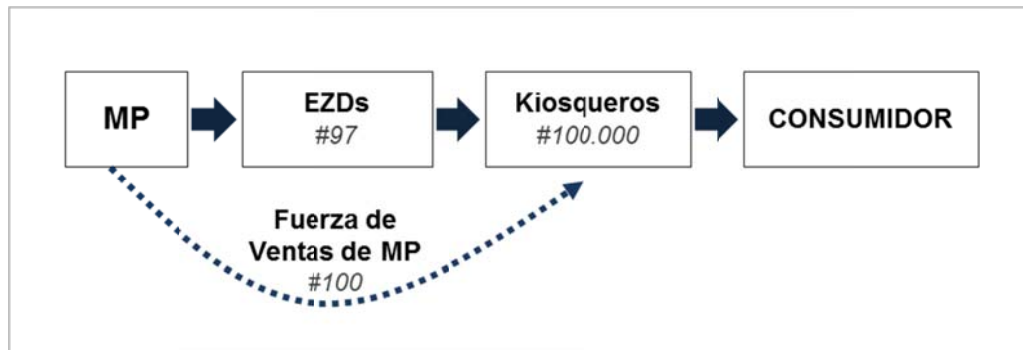 MP
EZDs
#97
Kiosqueros
#100.000
CONSUMIDOR
Fuerza de
Ventas de MP
#100